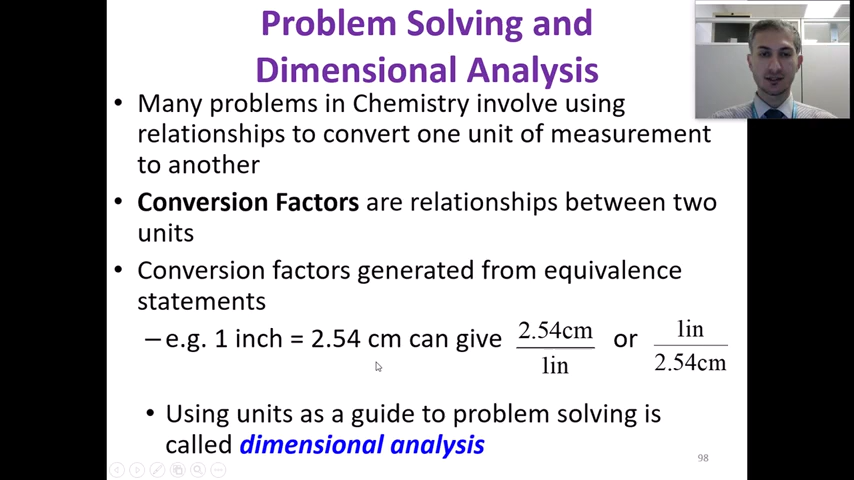 Problem Solving and
Dimensional Analysis
• Many problems in Chemistry involve using
relationships to convert one unit of measurement
to another
• Conversion Factors are relationships between two
units
• Conversion factors generated from equivalence
statements
– e.g. 1 inch = 2.54 cm can give 2.54cm/1in or 1in/2.54cm
• Using units as a guide to problem solving is
called dimensional analysis
98